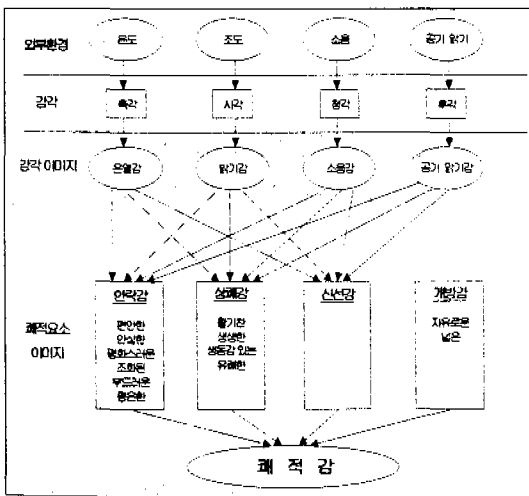 외부환경 온도 조도 소음 공기 맑기
감각 촉각 시각 청각 후각
감각 이미지 온열감 밝기감 소음감 공기 맑기감
쾌적요소
이미지
안락감
편안한
안락한
평화스러운
조화된
부드러운
평온한
상쾌감
활기찬
생생한
생동감 있는
유쾌한
신선감
개방감
자유로운
넓은
쾌 적 감